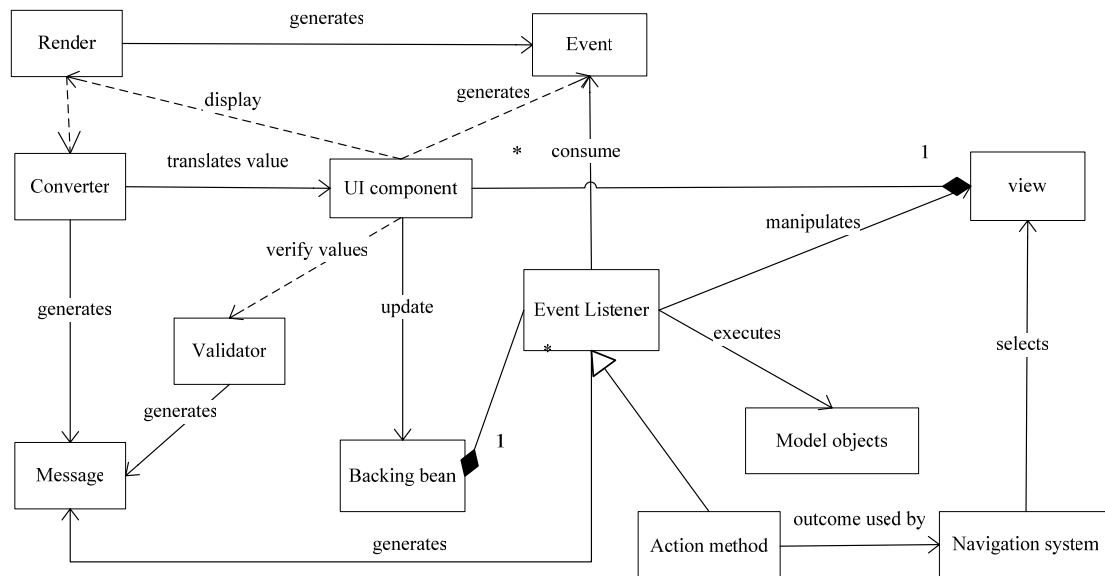 generates
Render
Event
display
generates
translates value
*
consume
1
Converter
UI component
view
manipulates
verify values
generates
update
Event Listener
executes
selects
Validator
*
generates
1
Model objects
Message
Backing bean
generates
Action method
outcome used by
Navigation system